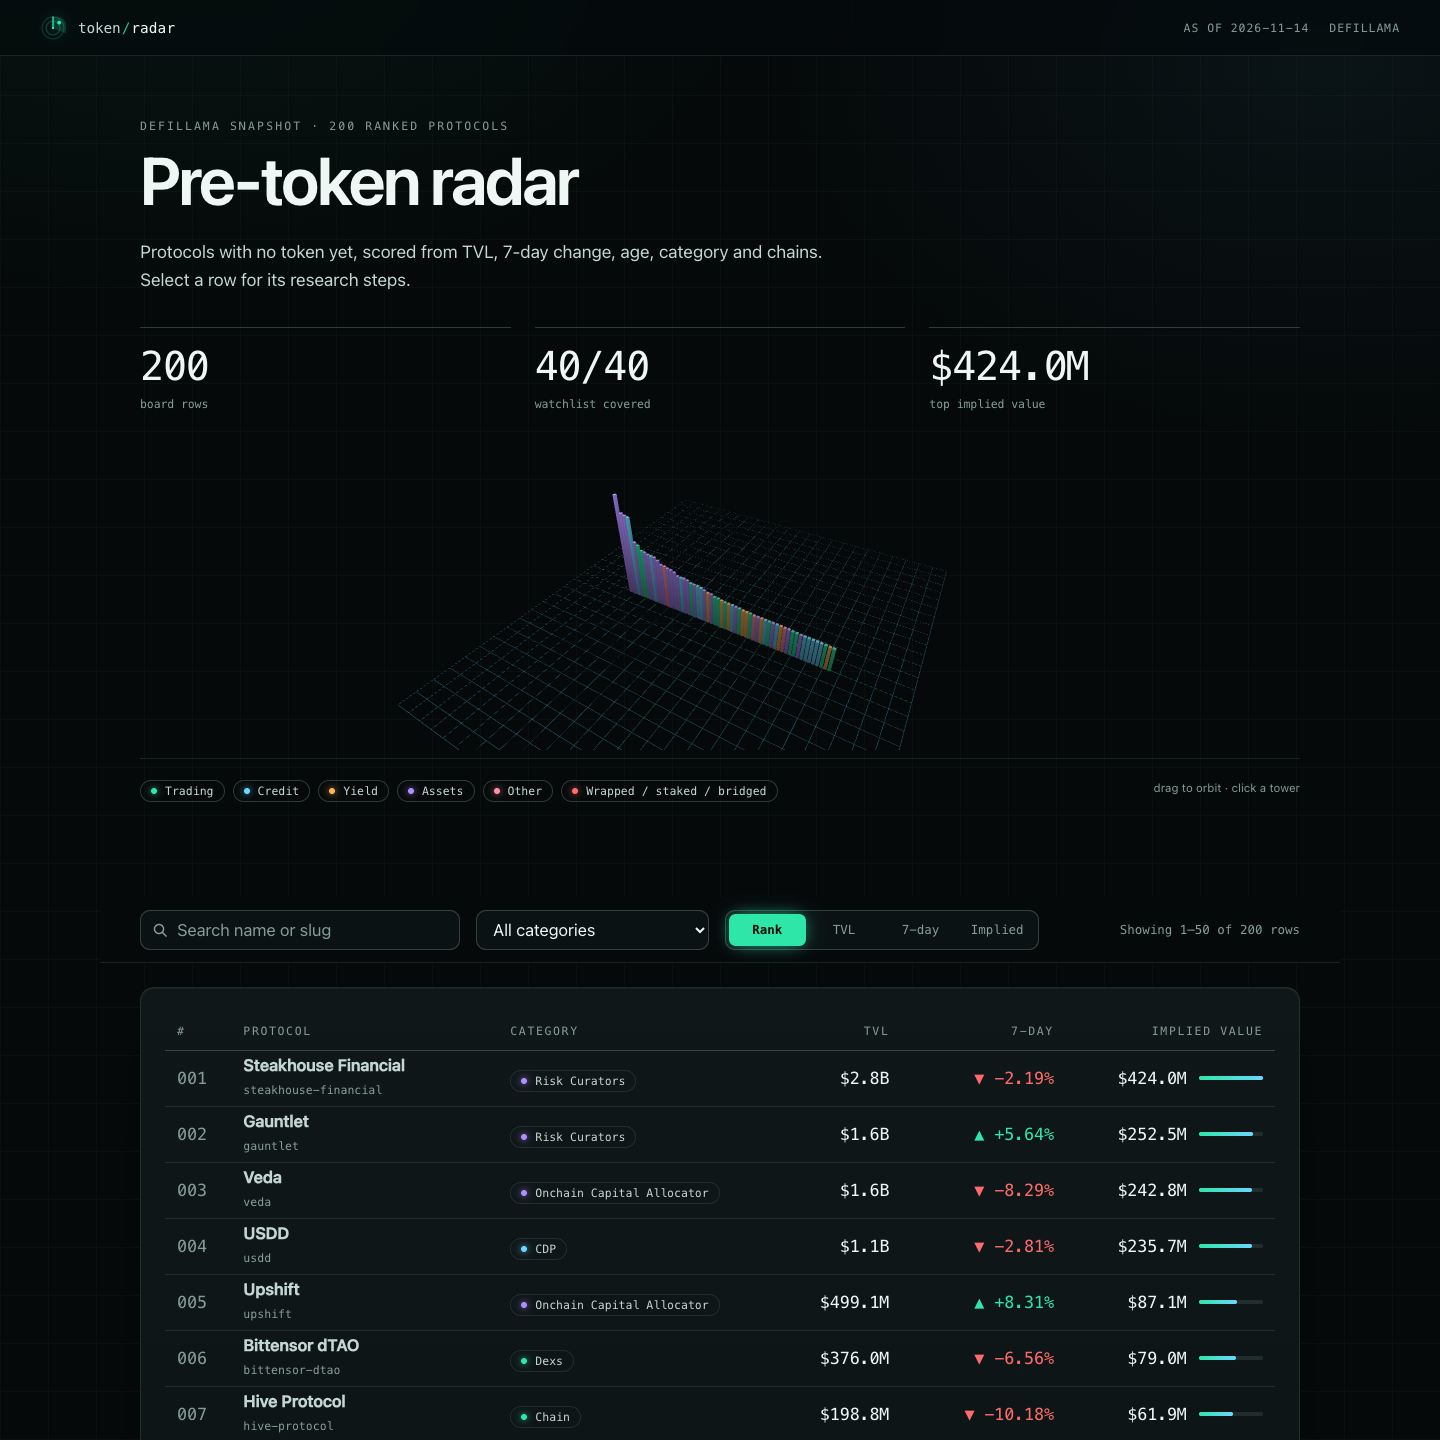 token/radar
AS OF 2026-11-14 DEFILLAMA
DEFILLAMA SNAPSHOT · 200 RANKED PROTOCOLS
Pre-token radar
Protocols with no token yet, scored from TVL, 7-day change, age, category and chains.
Select a row for its research steps.
200 40/40 $424.0M
board rows watchlist covered top implied value
Trading Credit Yield Assets Other Wrapped / staked / bridged drag to orbit · click a tower
Search name or slug All categories Rank TVL 7-day Implied Showing 1–50 of 200 rows
# PROTOCOL CATEGORY TVL 7-DAY IMPLIED VALUE
001 Steakhouse Financial Risk Curators $2.8B ▼ −2.19% $424.0M
steakhouse-financial
002 Gauntlet Risk Curators $1.6B ▲ +5.64% $252.5M
gauntlet
003 Veda Onchain Capital Allocator $1.6B ▼ −8.29% $242.8M
veda
004 USDD CDP $1.1B ▼ −2.81% $235.7M
usdd
005 Upshift Onchain Capital Allocator $499.1M ▲ +8.31% $87.1M
upshift
006 Bittensor dTAO Dexs $376.0M ▼ −6.56% $79.0M
bittensor-dtao
007 Hive Protocol Chain $198.8M ▼ −10.18% $61.9M
hive-protocol